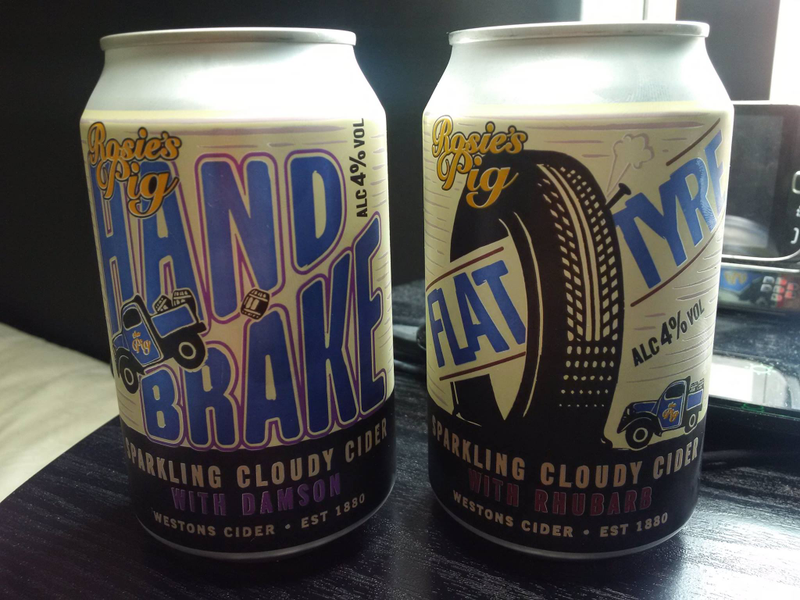 Rosie's
Pig
HAND
BRAKE
ALC 4% VOL
SPARKLING CLOUDY CIDER
WITH DAMSON
WESTONS CIDER • EST 1880
Rosie's
Pig
FLAT
TYRE
ALC 4% VOL
SPARKLING CLOUDY CIDER
WITH RHUBARB
WESTONS CIDER • EST 1880